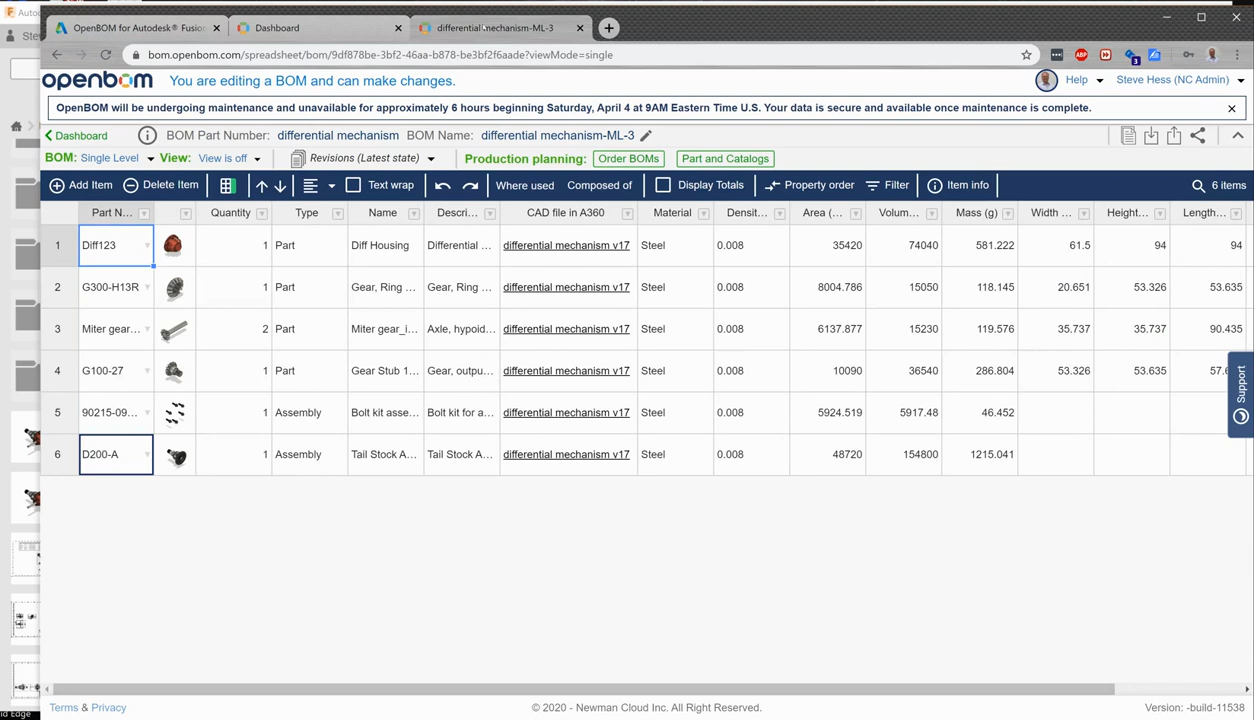 OpenBOM for Autodesk® Fusion
Dashboard
differential mechanism-ML-3
bom.openbom.com/spreadsheet/bom/9df878be-3bf2-46aa-b878-be3bf2f6aade?viewMode=single
openbom You are editing a BOM and can make changes. Help Steve Hess (NC Admin)
OpenBOM will be undergoing maintenance and unavailable for approximately 6 hours beginning Saturday, April 4 at 9AM Eastern Time U.S. Your data is secure and available once maintenance is complete.
Dashboard BOM Part Number: differential mechanism BOM Name: differential mechanism-ML-3
BOM: Single Level View: View is off Revisions (Latest state) Production planning: Order BOMs Part and Catalogs
Add Item Delete Item Text wrap Where used Composed of Display Totals Property order Filter Item info 6 items
Part N... Quantity Type Name Descri... CAD file in A360 Material Densit... Area (... Volum... Mass (g) Width ... Height... Length...
1 Diff123 1 Part Diff Housing Differential ... differential mechanism v17 Steel 0.008 35420 74040 581.222 61.5 94 94
2 G300-H13R 1 Part Gear, Ring ... Gear, Ring ... differential mechanism v17 Steel 0.008 8004.786 15050 118.145 20.651 53.326 53.635
3 Miter gear... 2 Part Miter gear_i... Axle, hypoid... differential mechanism v17 Steel 0.008 6137.877 15230 119.576 35.737 35.737 90.435
4 G100-27 1 Part Gear Stub 1... Gear, outpu... differential mechanism v17 Steel 0.008 10090 36540 286.804 53.326 53.635
5 90215-09... 1 Assembly Bolt kit asse... Bolt kit for a... differential mechanism v17 Steel 0.008 5924.519 5917.48 46.452
6 D200-A 1 Assembly Tail Stock A... Tail Stock A... differential mechanism v17 Steel 0.008 48720 154800 1215.041
Support
Terms & Privacy © 2020 - Newman Cloud Inc. All Right Reserved. Version: -build-11538